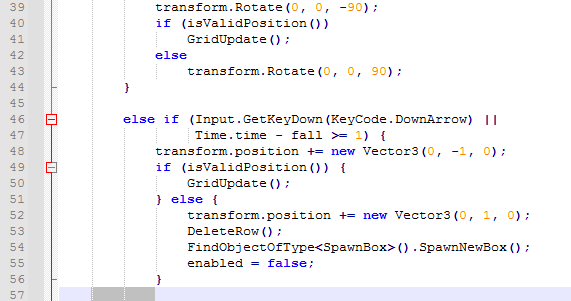 39 transform.Rotate(0, 0, -90);
40 if (isValidPosition())
41 GridUpdate();
42 else
43 transform.Rotate(0, 0, 90);
44 }
45
46 else if (Input.GetKeyDown(KeyCode.DownArrow) ||
47 Time.time - fall >= 1) {
48 transform.position += new Vector3(0, -1, 0);
49 if (isValidPosition()) {
50 GridUpdate();
51 } else {
52 transform.position += new Vector3(0, 1, 0);
53 DeleteRow();
54 FindObjectOfType<SpawnBox>().SpawnNewBox();
55 enabled = false;
56 }
57